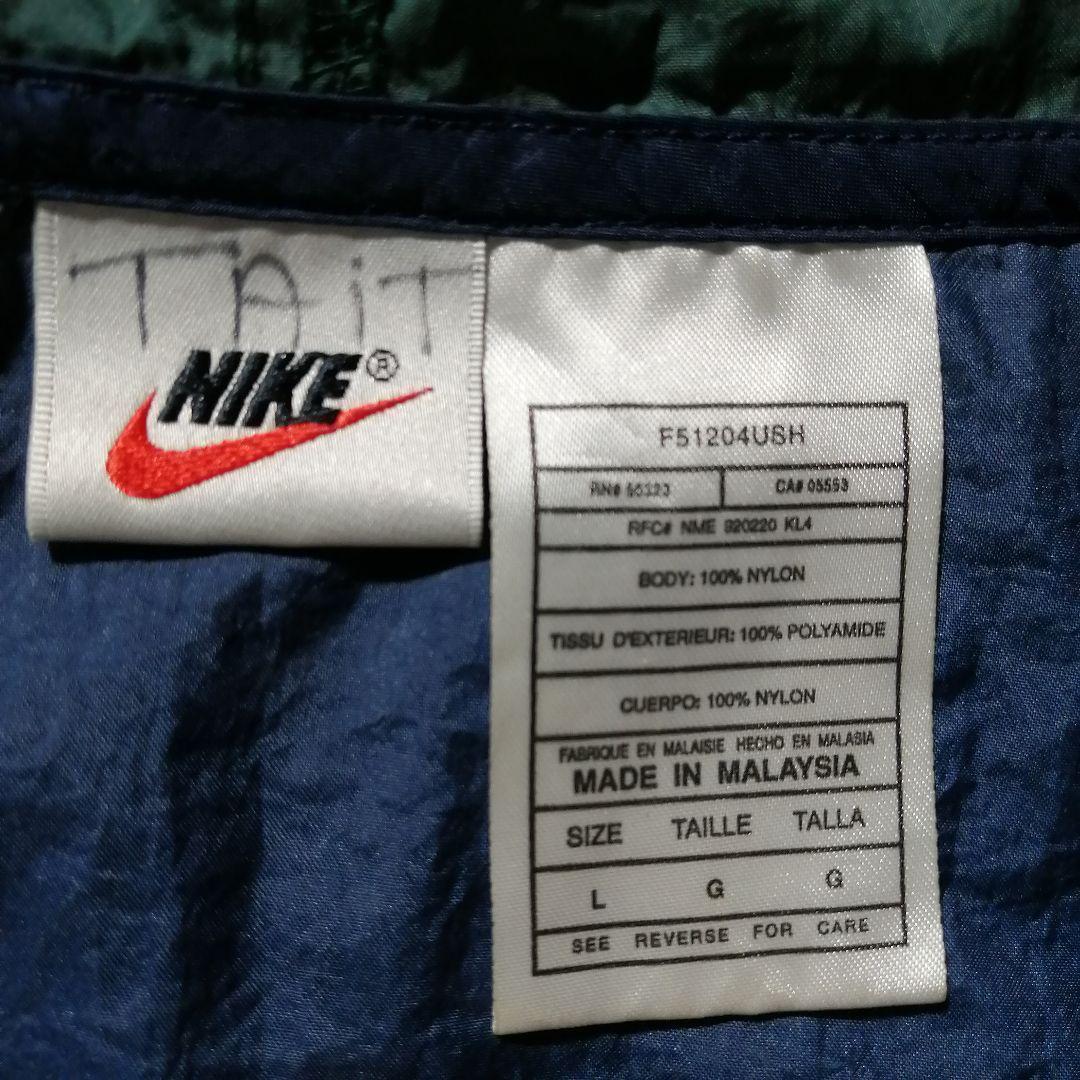 TAiT
NIKE®
F51204USH
RN# 56323 CA# 05553
RFC# NME 920220 KL4
BODY: 100% NYLON
TISSU D'EXTERIEUR: 100% POLYAMIDE
CUERPO: 100% NYLON
FABRIQUE EN MALAISIE HECHO EN MALASIA
MADE IN MALAYSIA
SIZE TAILLE TALLA
L G G
SEE REVERSE FOR CARE